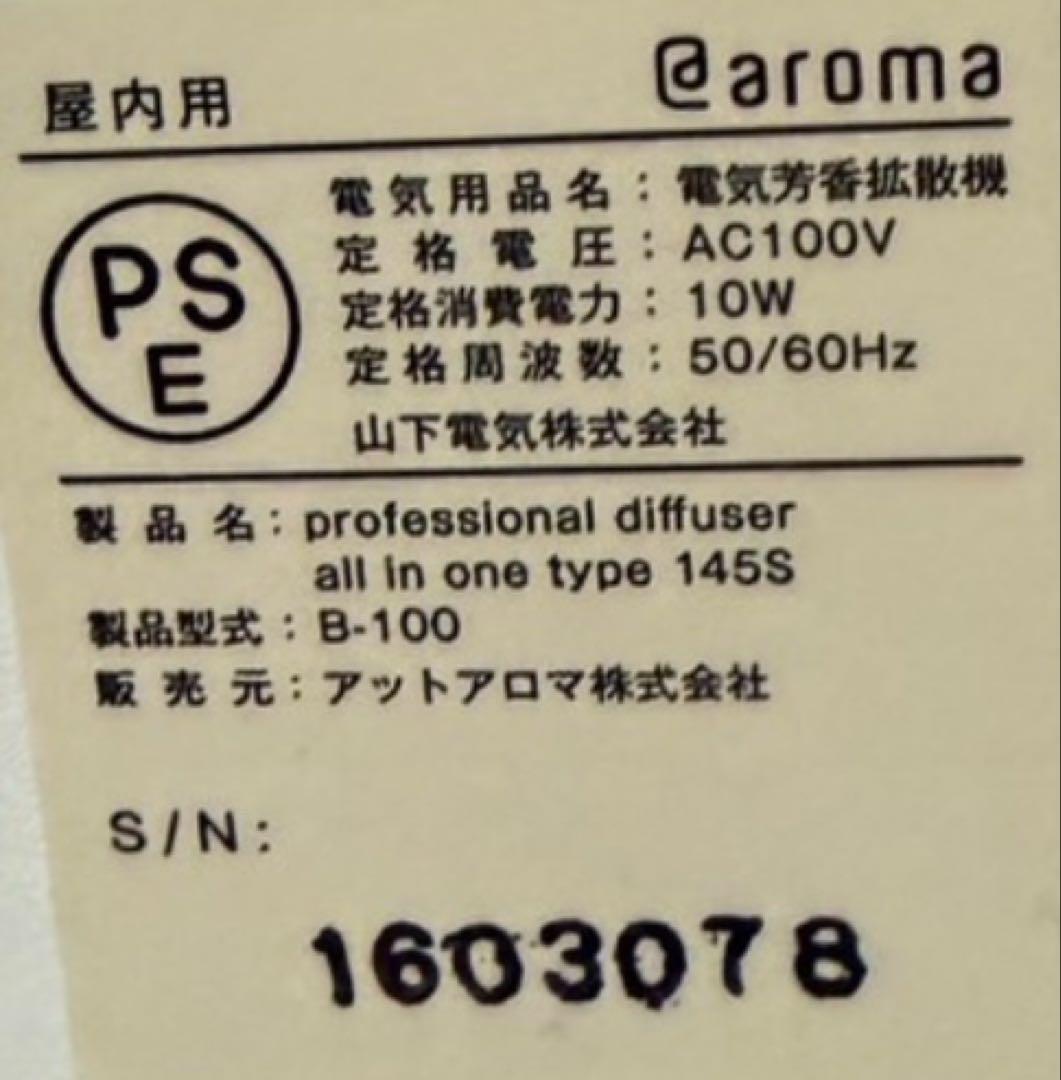 屋内用 @aroma
PS
E
電気用品名：電気芳香拡散機
定格電圧：AC100V
定格消費電力：10W
定格周波数：50/60Hz
山下電気株式会社
製品名：professional diffuser
all in one type 145S
製品型式：B-100
販売元：アットアロマ株式会社
S/N:
1603078